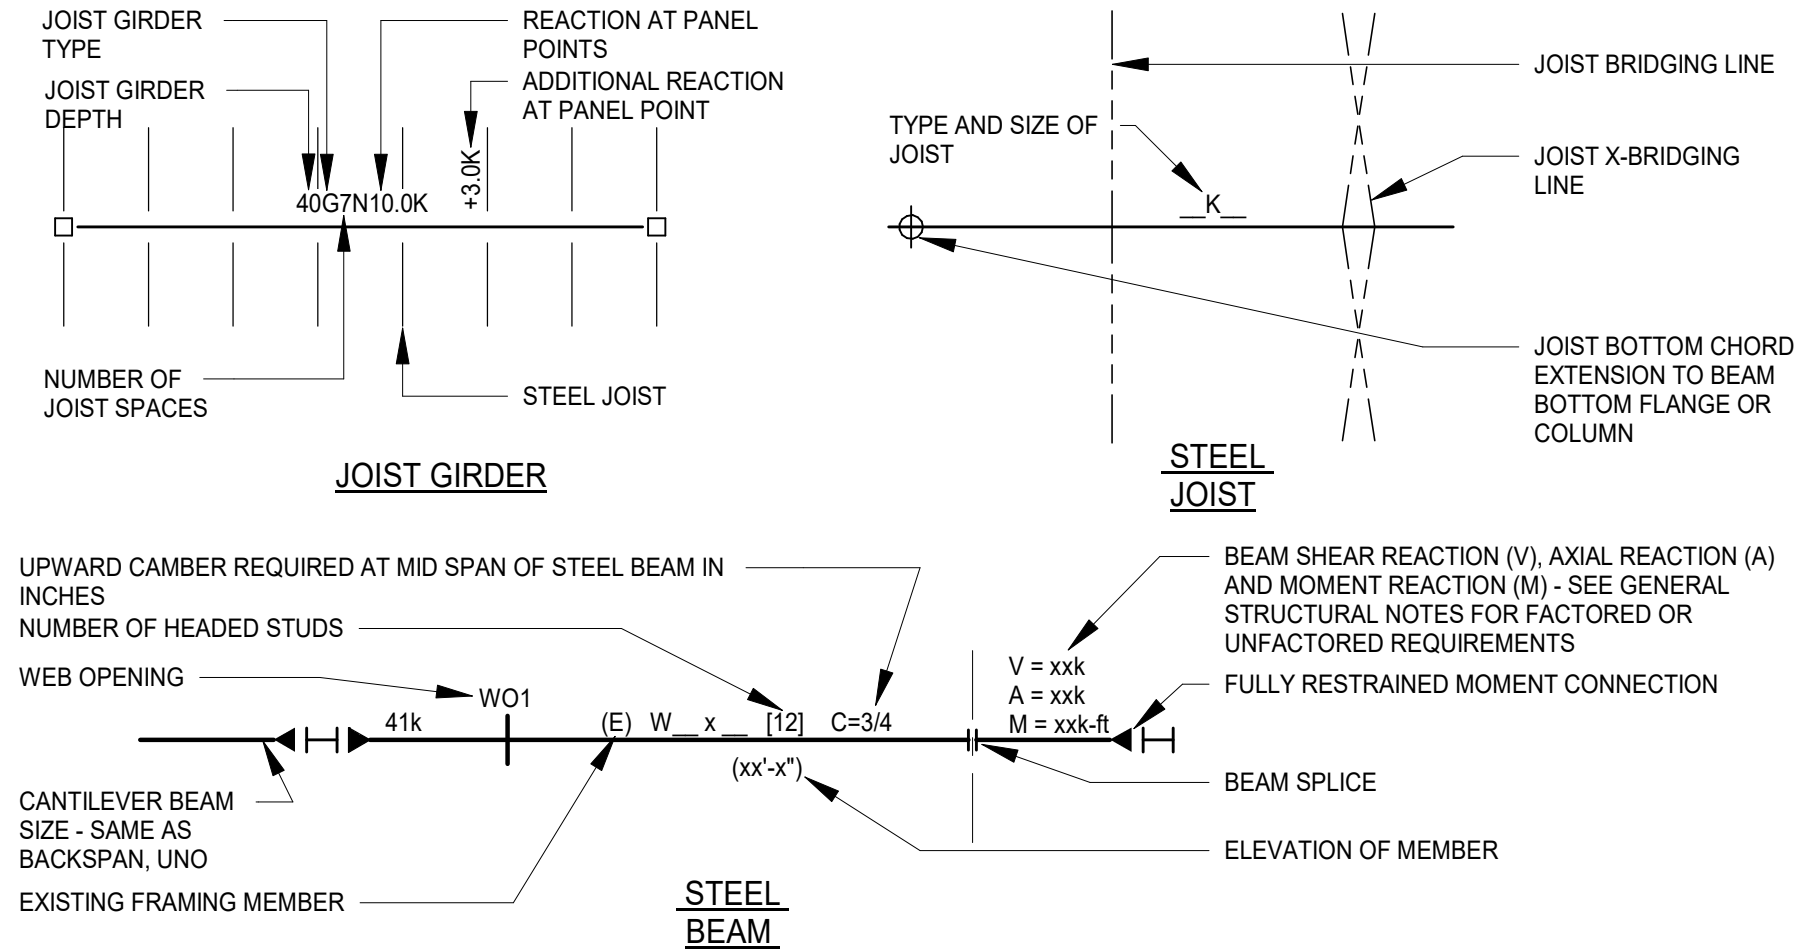 JOIST GIRDER
TYPE
REACTION AT PANEL
POINTS
JOIST GIRDER
DEPTH
ADDITIONAL REACTION
AT PANEL POINT
+3.0K
40G7N10.0K
NUMBER OF
JOIST SPACES
STEEL JOIST
JOIST GIRDER
JOIST BRIDGING LINE
TYPE AND SIZE OF
JOIST
JOIST X-BRIDGING
LINE
__K__
JOIST BOTTOM CHORD
EXTENSION TO BEAM
BOTTOM FLANGE OR
COLUMN
STEEL
JOIST
UPWARD CAMBER REQUIRED AT MID SPAN OF STEEL BEAM IN
INCHES
NUMBER OF HEADED STUDS
WEB OPENING
WO1
41k
(E) W__ x __ [12] C=3/4
(xx'-x")
BEAM SHEAR REACTION (V), AXIAL REACTION (A)
AND MOMENT REACTION (M) - SEE GENERAL
STRUCTURAL NOTES FOR FACTORED OR
UNFACTORED REQUIREMENTS
V = xxk
A = xxk
M = xxk-ft
FULLY RESTRAINED MOMENT CONNECTION
BEAM SPLICE
ELEVATION OF MEMBER
CANTILEVER BEAM
SIZE - SAME AS
BACKSPAN, UNO
EXISTING FRAMING MEMBER
STEEL
BEAM